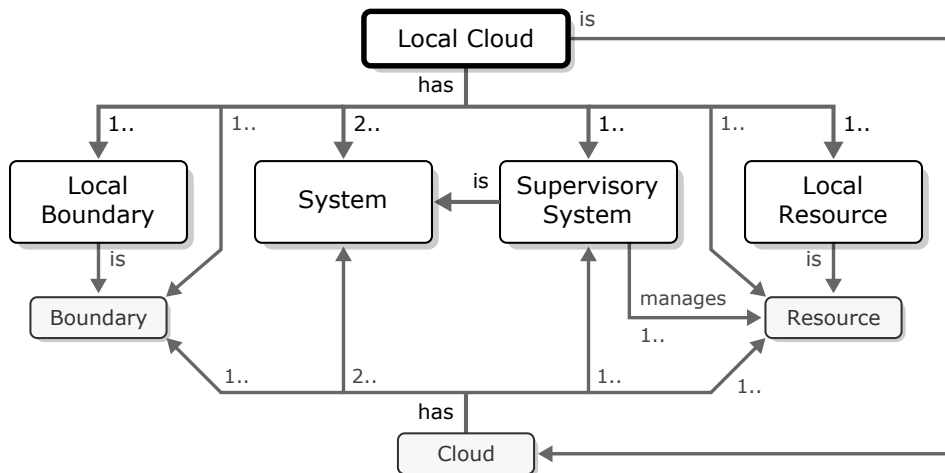 is
Local Cloud
has
1..
1..
2..
1..
1..
1..
Local
Boundary
System
is
Supervisory
System
Local
Resource
is
is
manages
Boundary
Resource
1..
1..
2..
1..
1..
has
Cloud